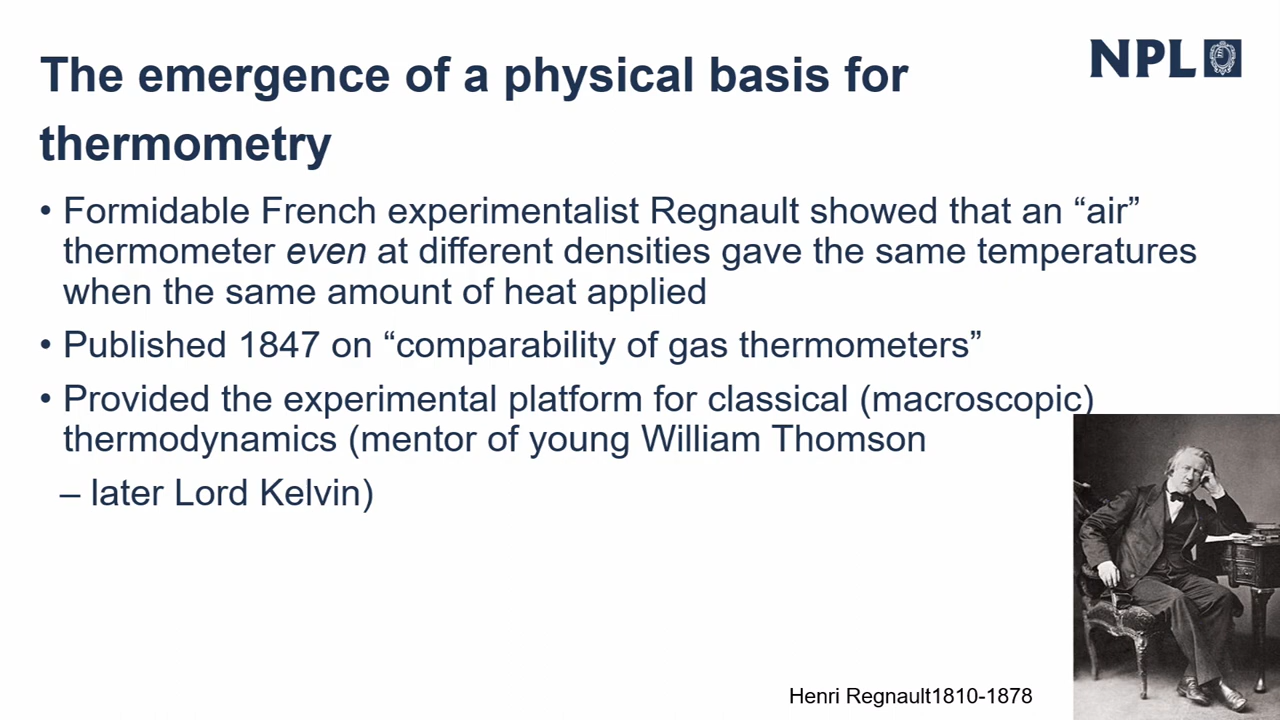 The emergence of a physical basis for
thermometry
NPL
• Formidable French experimentalist Regnault showed that an “air”
thermometer even at different densities gave the same temperatures
when the same amount of heat applied
• Published 1847 on “comparability of gas thermometers”
• Provided the experimental platform for classical (macroscopic)
thermodynamics (mentor of young William Thomson
– later Lord Kelvin)
Henri Regnault1810-1878